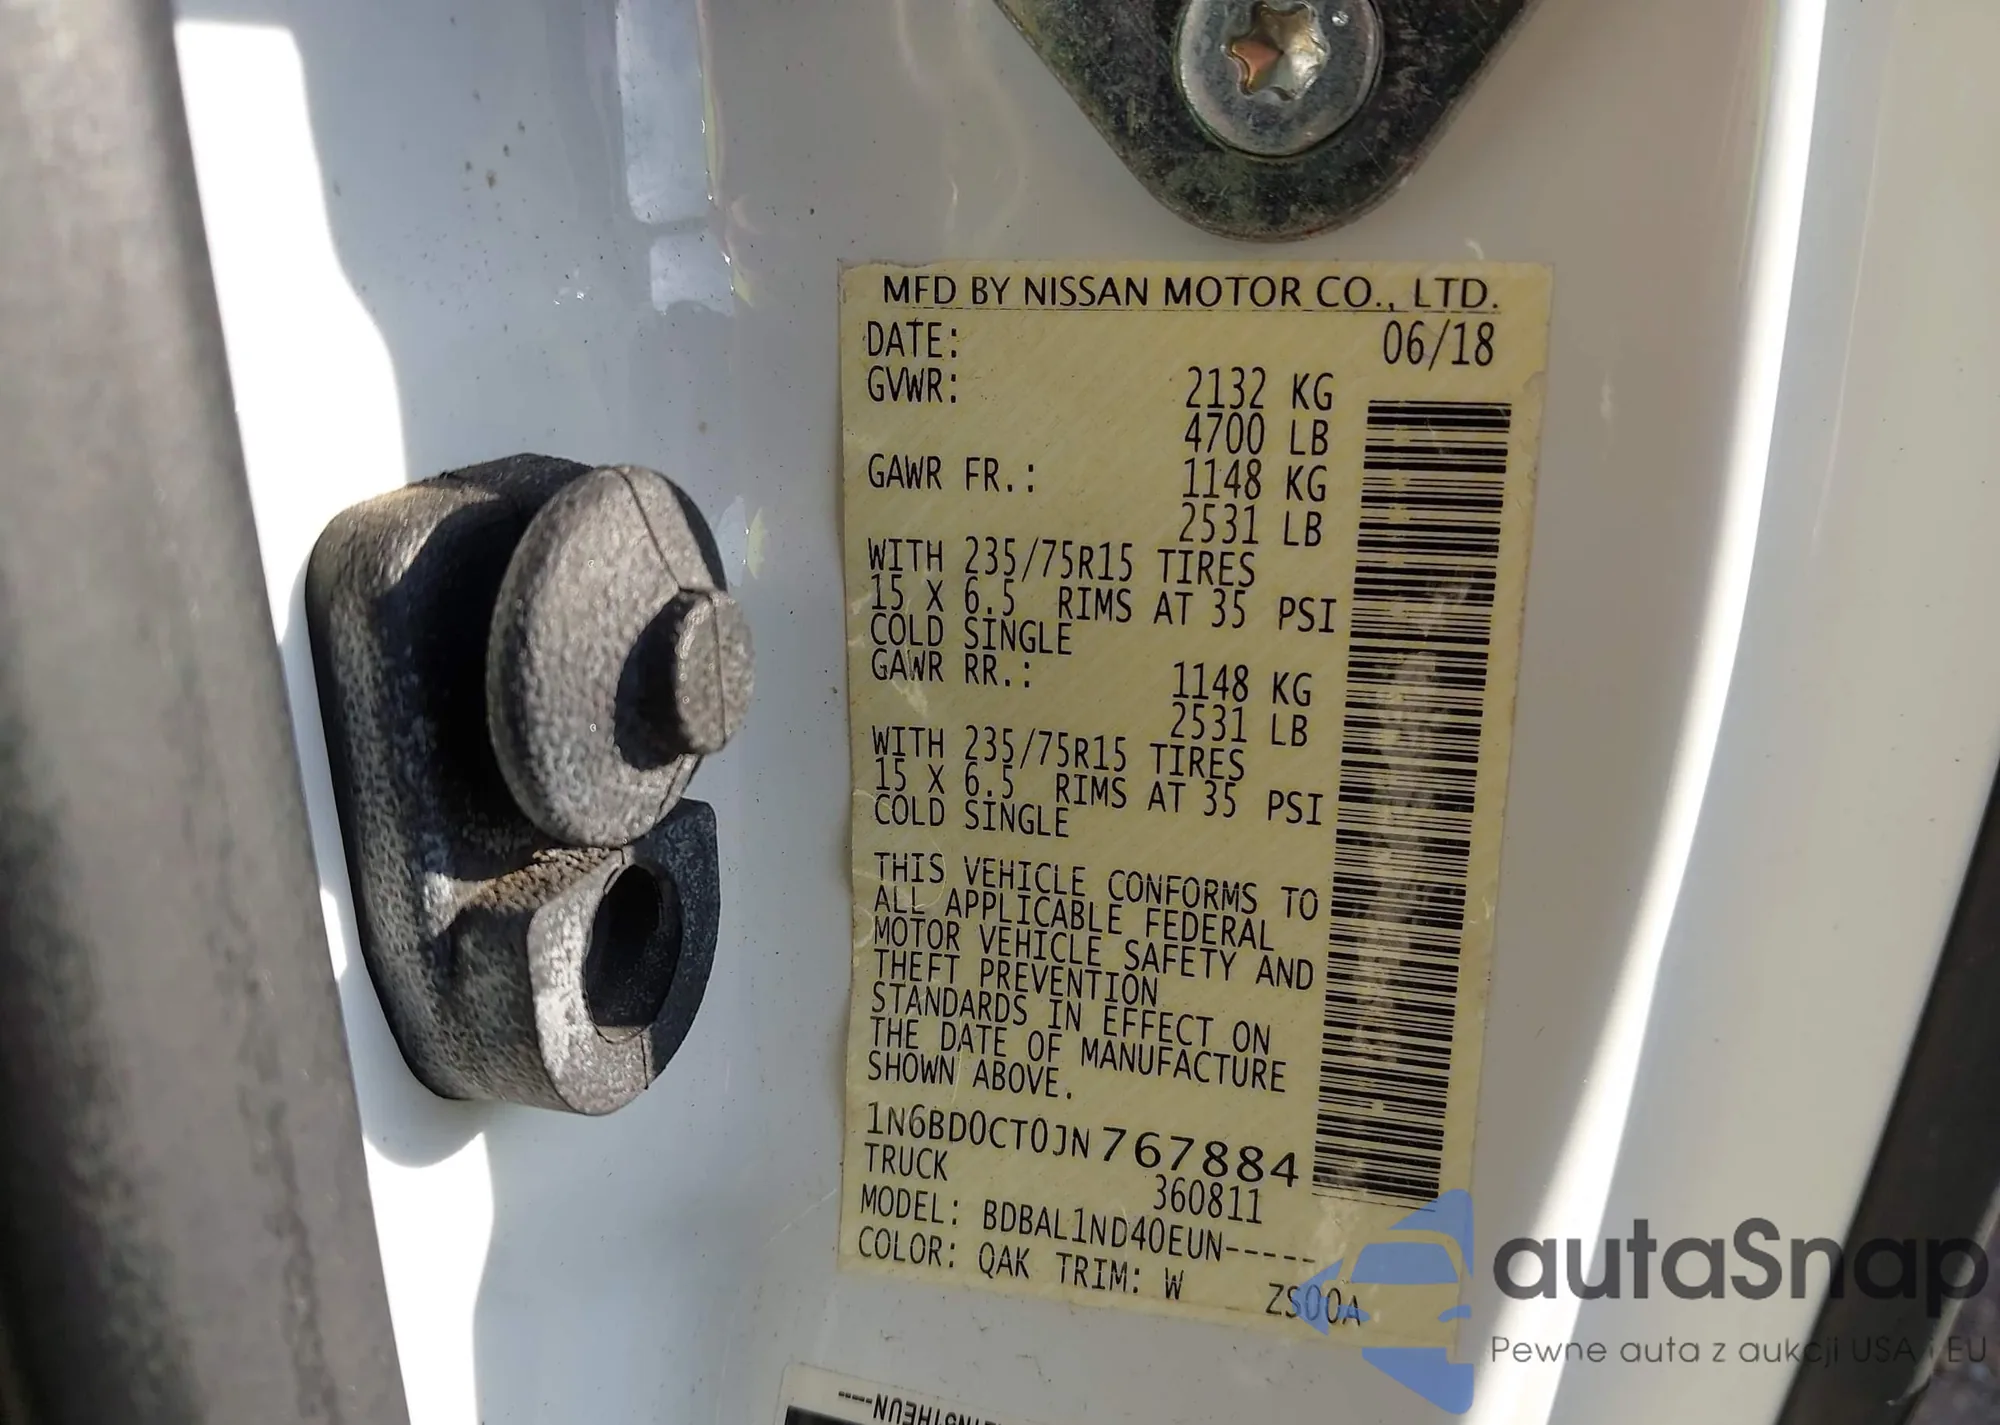 MFD BY NISSAN MOTOR CO., LTD.
DATE: 06/18
GVWR: 2132 KG
4700 LB
GAWR FR.: 1148 KG
2531 LB
WITH 235/75R15 TIRES
15 X 6.5 RIMS AT 35 PSI
COLD SINGLE
GAWR RR.: 1148 KG
2531 LB
WITH 235/75R15 TIRES
15 X 6.5 RIMS AT 35 PSI
COLD SINGLE
THIS VEHICLE CONFORMS TO
ALL APPLICABLE FEDERAL
MOTOR VEHICLE SAFETY AND
THEFT PREVENTION
STANDARDS IN EFFECT ON
THE DATE OF MANUFACTURE
SHOWN ABOVE.
1N6BD0CT0JN767884
TRUCK 360811
MODEL: BDBAL1ND40EUN-----
COLOR: QAK TRIM: W ZS00A
autaSnap
Pewne auta z aukcji USA i EU